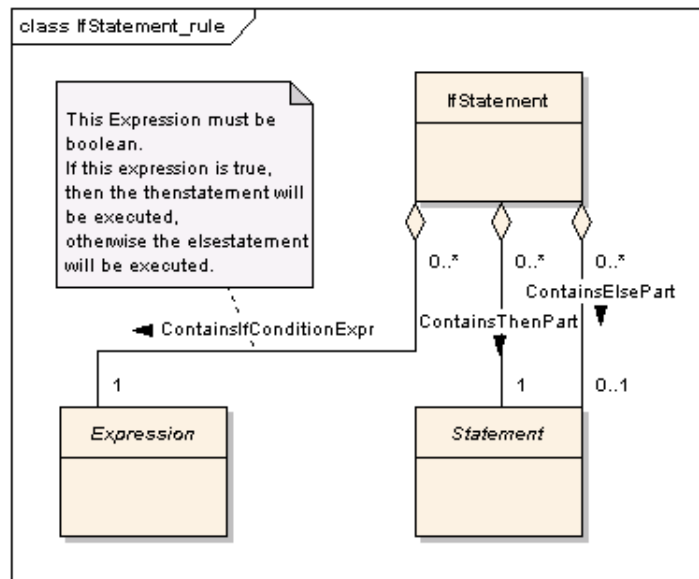 class IfStatement_rule
This Expression must be
boolean.
If this expression is true,
then the thenstatement will
be executed,
otherwise the elsestatement
will be executed.
IfStatement
0..*
0..*
0..*
ContainsElsePart
ContainsThenPart
ContainsIfConditionExpr
1
1
0..1
Expression
Statement